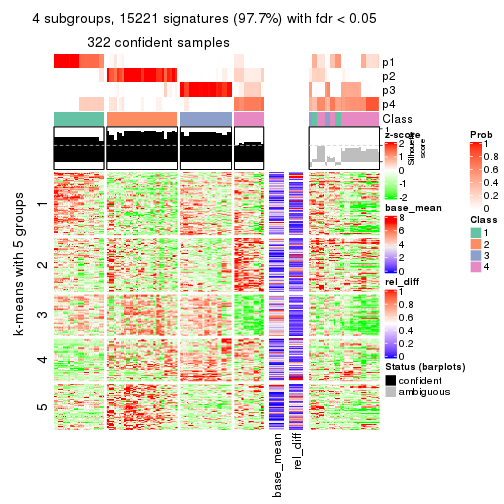 4 subgroups, 15221 signatures (97.7%) with fdr < 0.05
322 confident samples
p1
p2
p3
p4
Class
1
Silhouette
score
k-means with 5 groups
1
2
3
4
5
base_mean
rel_diff
z-score
2
1
0
-1
-2
base_mean
8
6
4
2
0
rel_diff
1
0.8
0.6
0.4
0.2
0
Status (barplots)
confident
ambiguous
Prob
1
0.8
0.6
0.4
0.2
0
Class
1
2
3
4